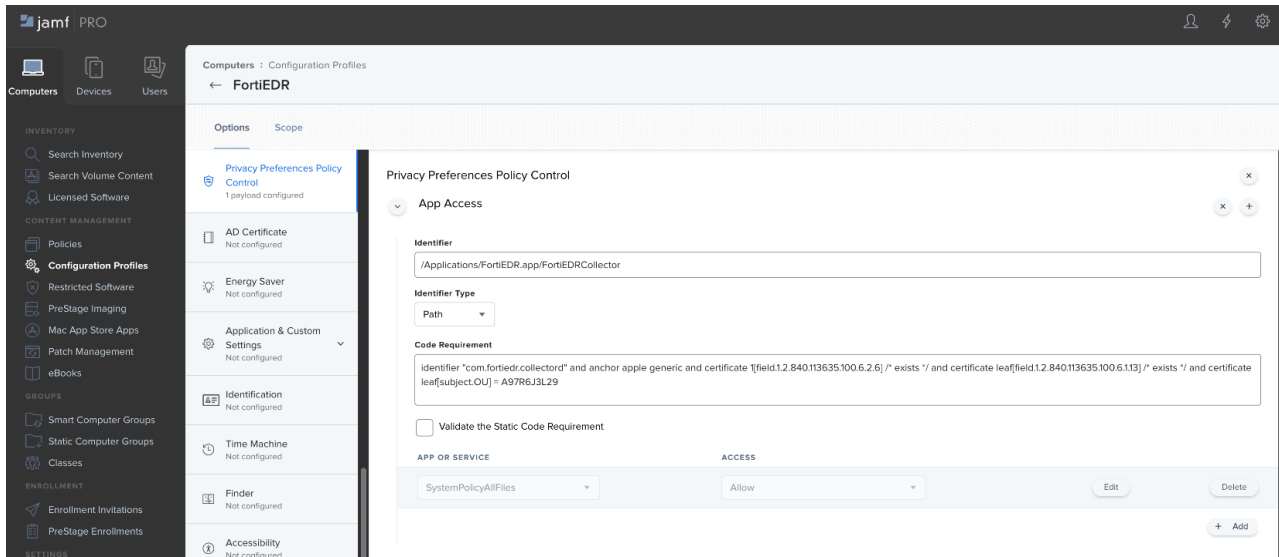 jamf PRO
Computers
Devices
Users
INVENTORY
Search Inventory
Search Volume Content
Licensed Software
CONTENT MANAGEMENT
Policies
Configuration Profiles
Restricted Software
PreStage Imaging
Mac App Store Apps
Patch Management
eBooks
GROUPS
Smart Computer Groups
Static Computer Groups
Classes
ENROLLMENT
Enrollment Invitations
PreStage Enrollments
SETTINGS
Computers : Configuration Profiles
← FortiEDR
Options
Scope
Privacy Preferences Policy
Control
1 payload configured
AD Certificate
Not configured
Energy Saver
Not configured
Application & Custom
Settings
Not configured
Identification
Not configured
Time Machine
Not configured
Finder
Not configured
Accessibility
Not configured
Privacy Preferences Policy Control
App Access
Identifier
/Applications/FortiEDR.app/FortiEDRCollector
Identifier Type
Path
Code Requirement
identifier "com.fortiedr.collectord" and anchor apple generic and certificate 1[field.1.2.840.113635.100.6.2.6] /* exists */ and certificate leaf[field.1.2.840.113635.100.6.1.13] /* exists */ and certificate
leaf[subject.OU] = A97R6J3L29
Validate the Static Code Requirement
APP OR SERVICE
ACCESS
SystemPolicyAllFiles
Allow
Edit
Delete
+ Add